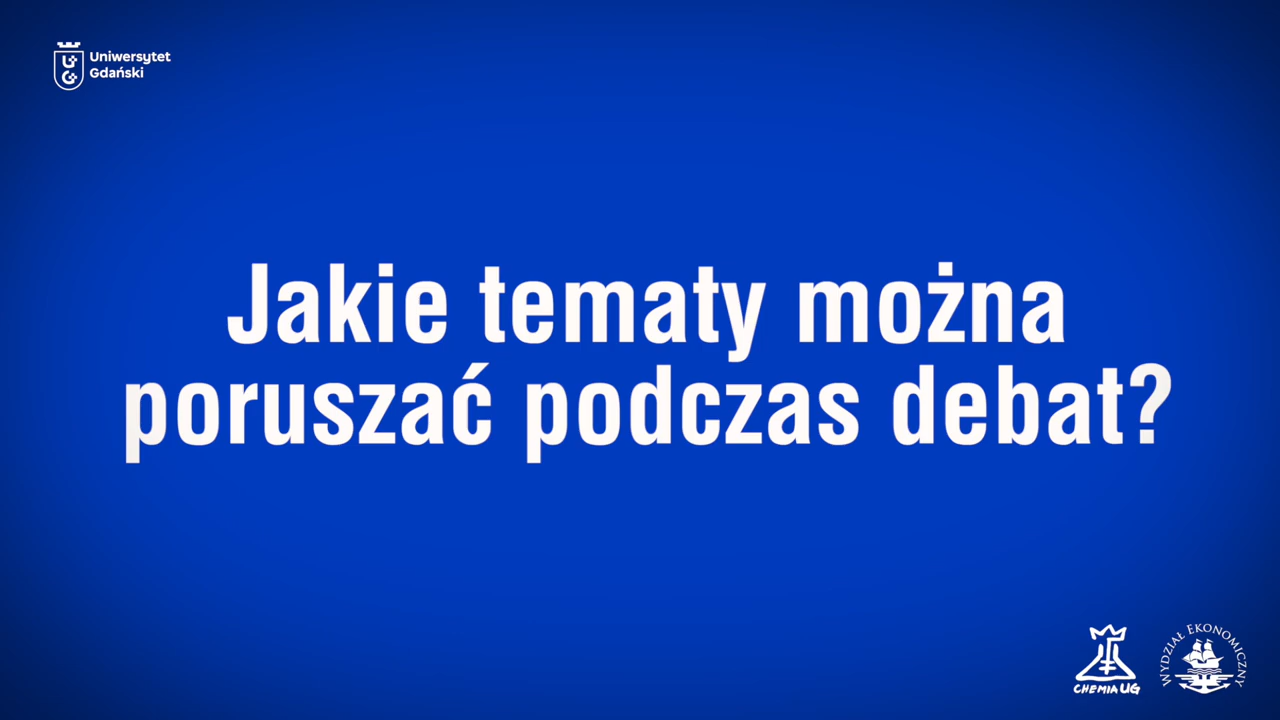 Uniwersytet
Gdański
Jakie tematy można
poruszać podczas debat?
CHEMIA UG
WYDZIAŁ EKONOMICZNY